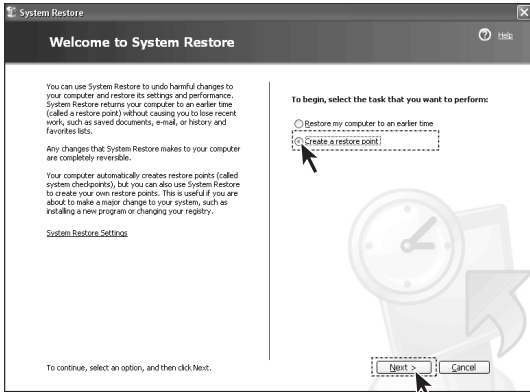 System Restore
Welcome to System Restore
Help
You can use System Restore to undo harmful changes to
your computer and restore its settings and performance.
System Restore returns your computer to an earlier time
(called a restore point) without causing you to lose recent
work, such as saved documents, e-mail, or history and
favorites lists.
Any changes that System Restore makes to your computer
are completely reversible.
Your computer automatically creates restore points (called
system checkpoints), but you can also use System Restore
to create your own restore points. This is useful if you are
about to make a major change to your system, such as
installing a new program or changing your registry.
System Restore Settings
To begin, select the task that you want to perform:
Restore my computer to an earlier time
Create a restore point
To continue, select an option, and then click Next.
Next >
Cancel